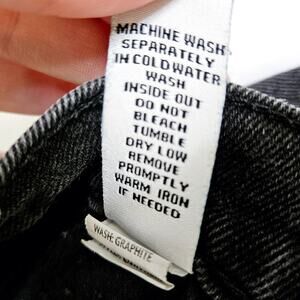 MACHINE WASH
SEPARATELY
IN COLD WATER
WASH
INSIDE OUT
DO NOT
BLEACH
TUMBLE
DRY LOW
REMOVE
PROMPTLY
WARM IRON
IF NEEDED
WASH: GRAPHITE